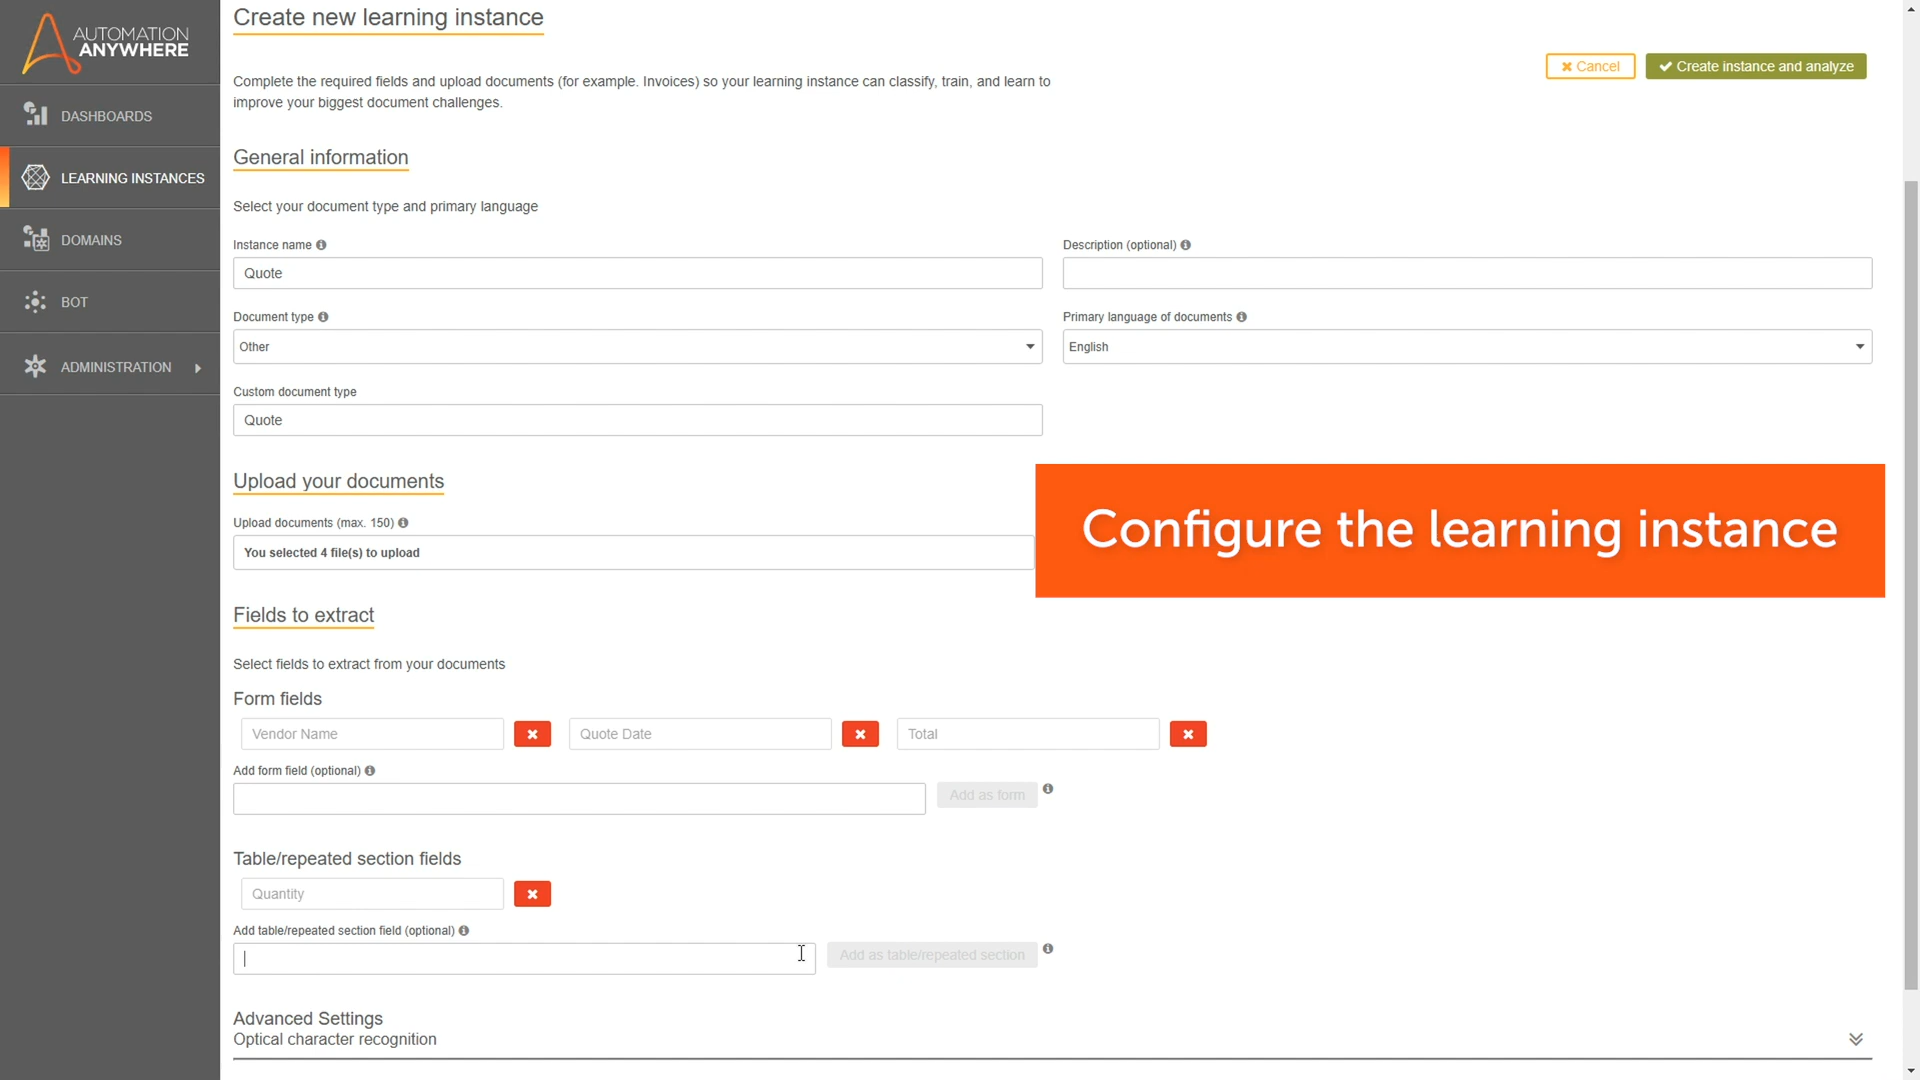 AUTOMATION
ANYWHERE
DASHBOARDS
LEARNING INSTANCES
DOMAINS
BOT
ADMINISTRATION
Create new learning instance
Complete the required fields and upload documents (for example. Invoices) so your learning instance can classify, train, and learn to
improve your biggest document challenges.
Cancel
Create instance and analyze
General information
Select your document type and primary language
Instance name
Description (optional)
Quote
Document type
Primary language of documents
Other
English
Custom document type
Quote
Upload your documents
Upload documents (max. 150)
You selected 4 file(s) to upload
Configure the learning instance
Fields to extract
Select fields to extract from your documents
Form fields
Vendor Name
Quote Date
Total
Add form field (optional)
Add as form
Table/repeated section fields
Quantity
Add table/repeated section field (optional)
Add as table/repeated section
Advanced Settings
Optical character recognition